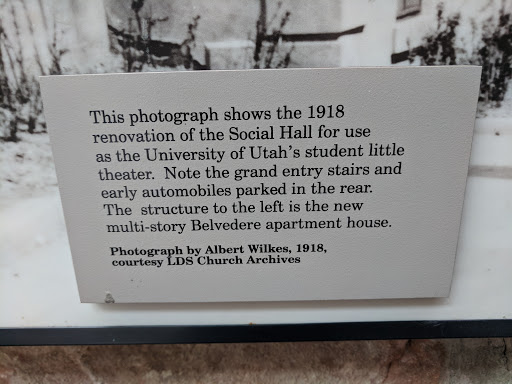 This photograph shows the 1918
renovation of the Social Hall for use
as the University of Utah's student little
theater. Note the grand entry stairs and
early automobiles parked in the rear.
The structure to the left is the new
multi-story Belvedere apartment house.
Photograph by Albert Wilkes, 1918,
courtesy LDS Church Archives